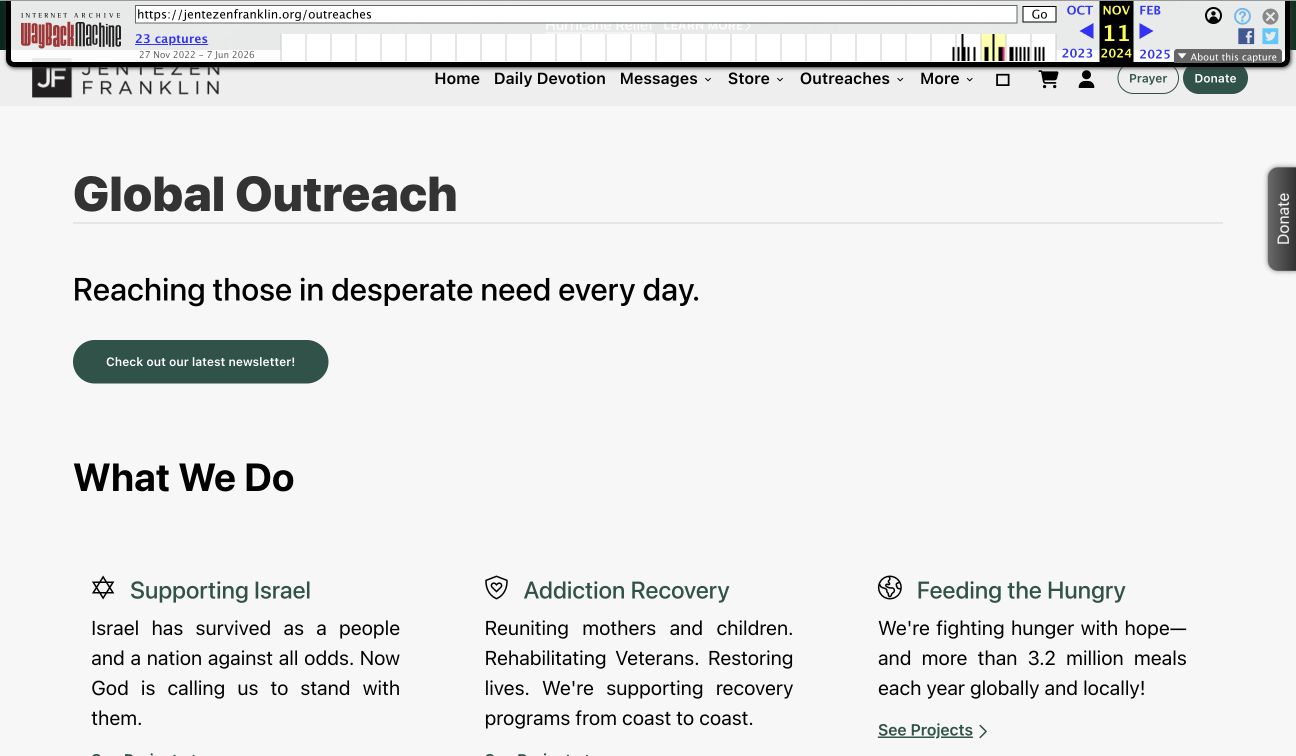 INTERNET ARCHIVE
WayBackMachine
https://jentezenfranklin.org/outreaches
Go
23 captures
27 Nov 2022 – 7 Jun 2026
OCT NOV FEB
11
2023 2024 2025
About this capture
Hurricane Relief LEARN MORE
JF JENTEZEN FRANKLIN
Home Daily Devotion Messages Store Outreaches More Prayer Donate
Global Outreach
Donate
Reaching those in desperate need every day.
Check out our latest newsletter!
What We Do
Supporting Israel
Israel has survived as a people
and a nation against all odds. Now
God is calling us to stand with
them.
Addiction Recovery
Reuniting mothers and children.
Rehabilitating Veterans. Restoring
lives. We're supporting recovery
programs from coast to coast.
Feeding the Hungry
We're fighting hunger with hope—
and more than 3.2 million meals
each year globally and locally!
See Projects